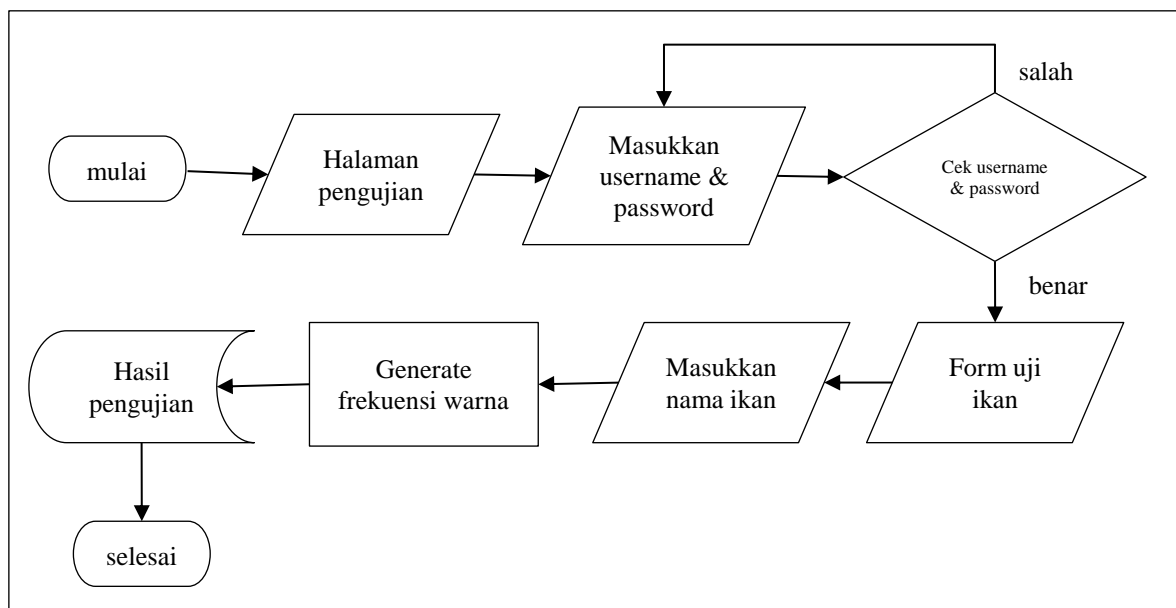 mulai
Halaman
pengujian
Masukkan
username &
password
salah
Cek username
& password
benar
Form uji
ikan
Masukkan
nama ikan
Generate
frekuensi warna
Hasil
pengujian
selesai